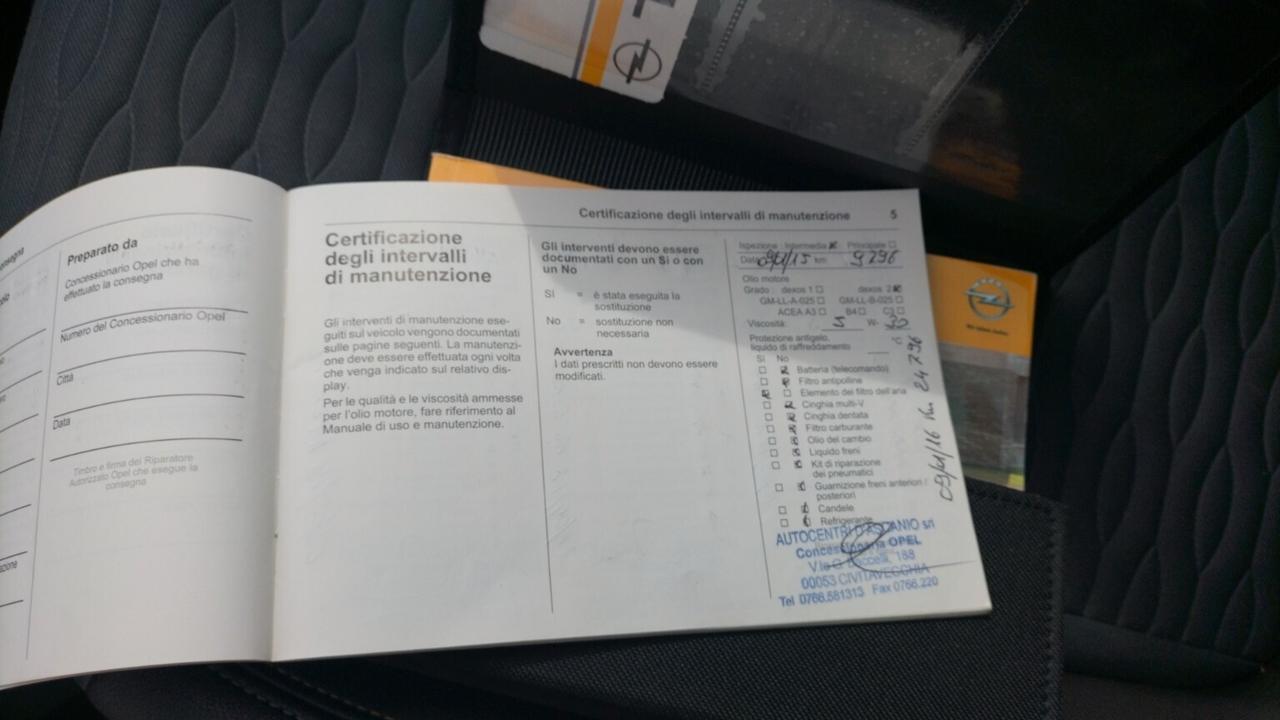 Preparato da
Concessionario Opel che ha
effettuato la consegna
Numero del Concessionario Opel
Città
Data
Timbro e firma del Riparatore
Autorizzato Opel che esegue la
consegna
Certificazione degli intervalli di manutenzione 5
Certificazione
degli intervalli
di manutenzione
Gli interventi di manutenzione ese-
guiti sul veicolo vengono documentati
sulle pagine seguenti. La manutenzi-
one deve essere effettuata ogni volta
che venga indicato sul relativo dis-
play.
Per le qualità e le viscosità ammesse
per l'olio motore, fare riferimento al
Manuale di uso e manutenzione.
Gli interventi devono essere
documentati con un Sì o con
un No
Sì = è stata eseguita la
sostituzione
No = sostituzione non
necessaria
Avvertenza
I dati prescritti non devono essere
modificati.
Ispezione: Intermedia Principale
Data km 9296
Olio motore
Grado: dexos 1 dexos 2
GM-LL-A-025 GM-LL-B-025
ACEA A3 B4 C3
Viscosità: W-
Protezione antigelo,
liquido di raffreddamento
Sì No
Batteria (telecomando)
Filtro antipolline
Elemento del filtro dell'aria
Cinghia multi-V
Cinghia dentata
Filtro carburante
Olio del cambio
Liquido freni
Kit di riparazione
dei pneumatici
Guarnizione freni anteriori /
posteriori
Candele
Refrigerante
km 24796
AUTOCENTRI D'ASCANIO srl
Concessionaria OPEL
00053 CIVITAVECCHIA
Tel 0766.581313 Fax 0766.220